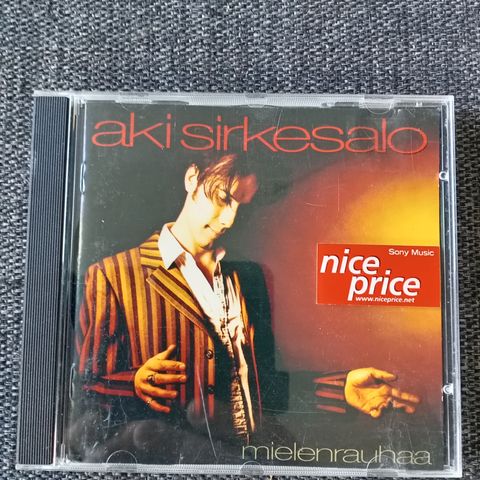 aki sirkesalo
Sony Music
nice
price
www.niceprice.net
mielenrauhaa